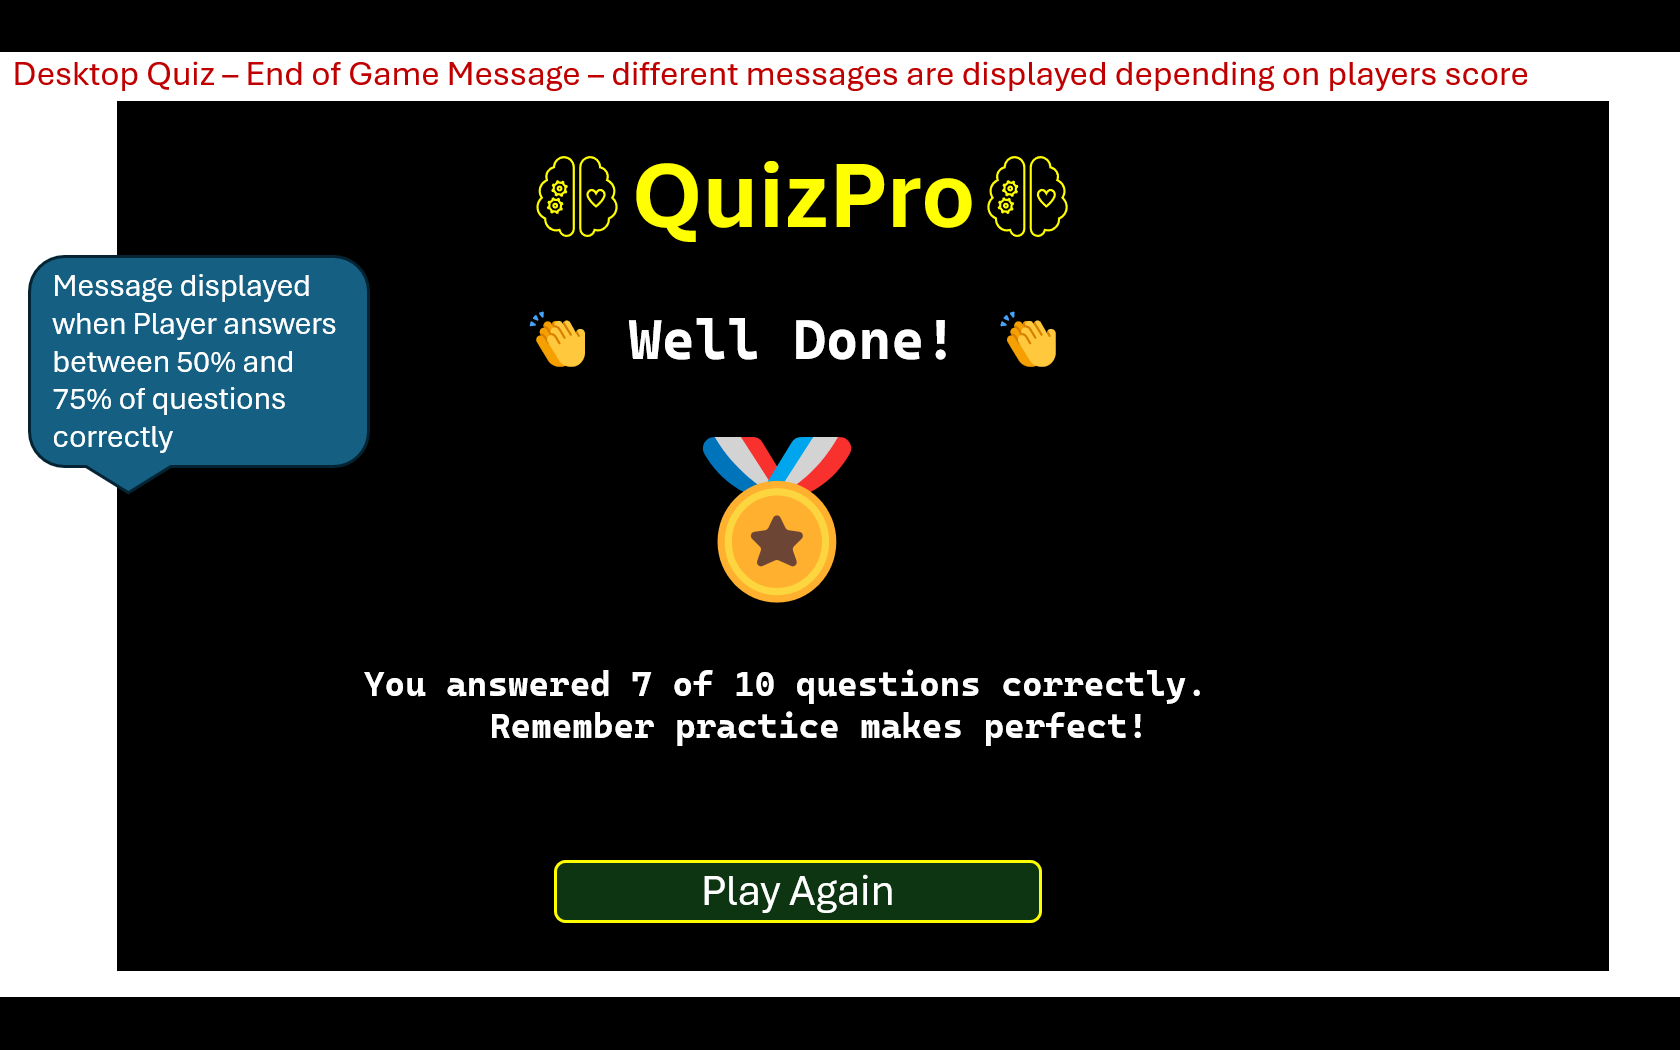 Desktop Quiz – End of Game Message – different messages are displayed depending on players score
QuizPro
Message displayed
when Player answers
between 50% and
75% of questions
correctly
Well Done!
You answered 7 of 10 questions correctly.
Remember practice makes perfect!
Play Again